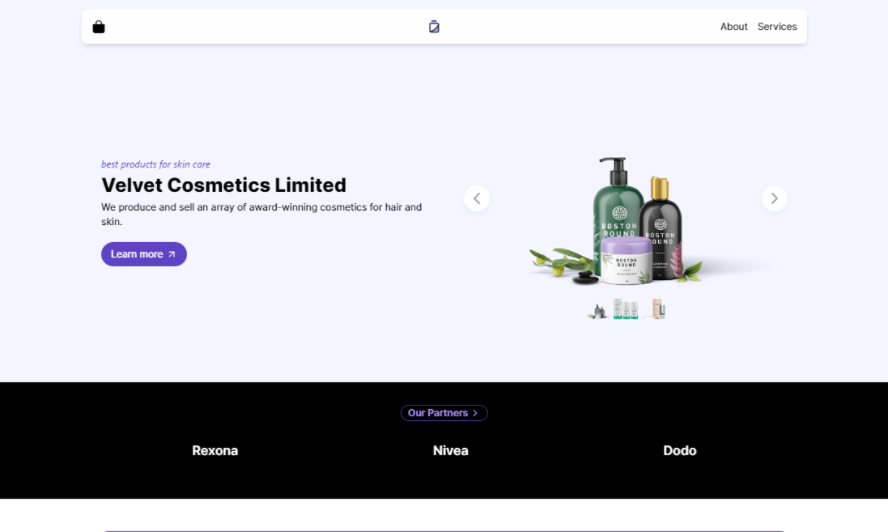 About Services
best products for skin care
Velvet Cosmetics Limited
We produce and sell an array of award-winning cosmetics for hair and
skin.
Learn more
BOSTON
ROUND
BOSTON
ROUND
BOSTON
ROUND
Our Partners
Rexona Nivea Dodo